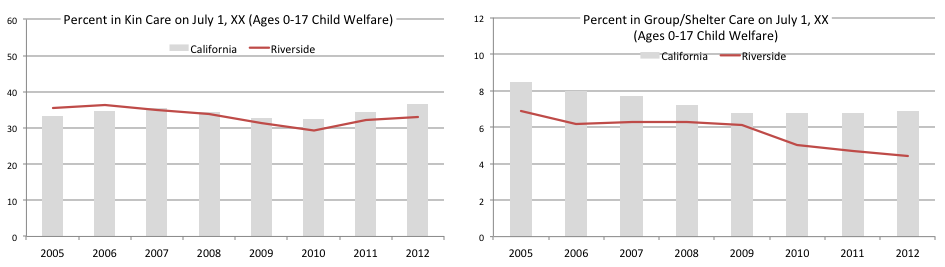 Percent in Kin Care on July 1, XX (Ages 0-17 Child Welfare)
California Riverside
60
50
40
30
20
10
0
2005 2006 2007 2008 2009 2010 2011 2012
Percent in Group/Shelter Care on July 1, XX
(Ages 0-17 Child Welfare)
California Riverside
12
10
8
6
4
2
0
2005 2006 2007 2008 2009 2010 2011 2012